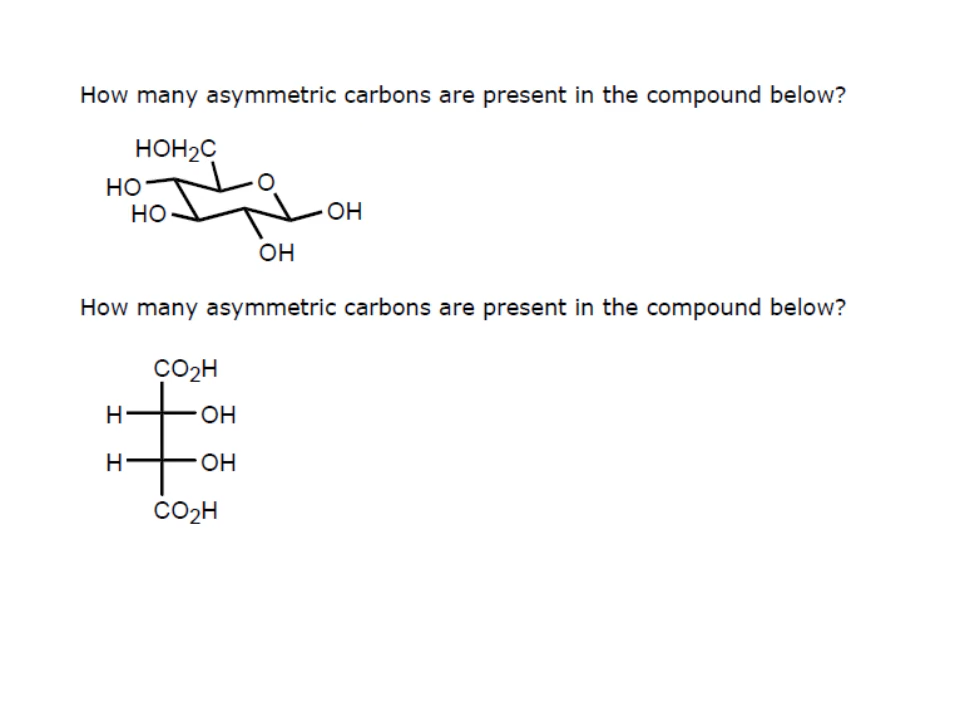 How many asymmetric carbons are present in the compound below?
HOH₂C
HO
O
HO
OH
OH
How many asymmetric carbons are present in the compound below?
CO₂H
H OH
H OH
CO₂H